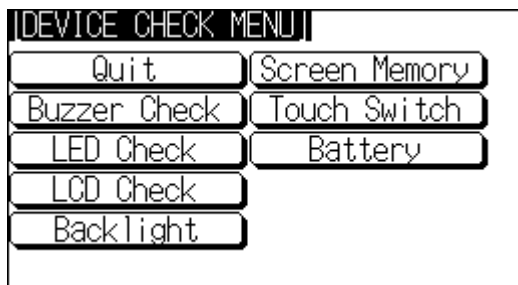 [DEVICE CHECK MENU]
Quit
Screen Memory
Buzzer Check
Touch Switch
LED Check
Battery
LCD Check
Backlight